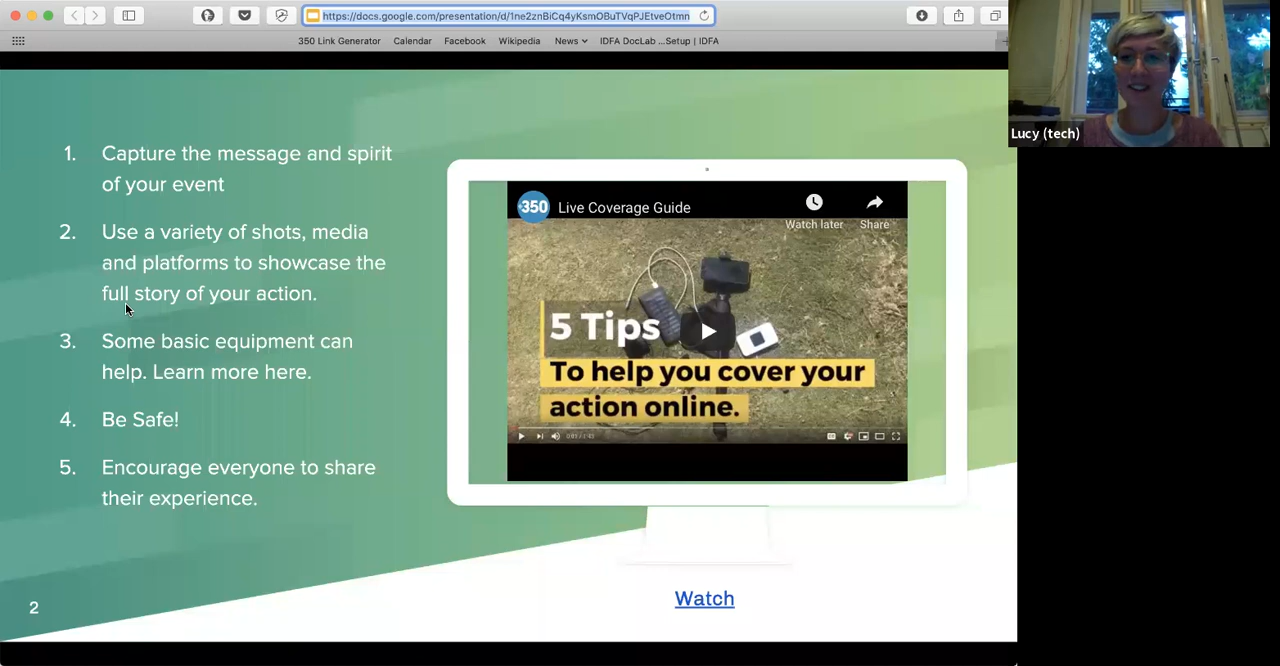 https://docs.google.com/presentation/d/1ne2znBiCq4yKsmOBuTVqPJEtveOtmn
350 Link Generator Calendar Facebook Wikipedia News IDFA DocLab ...Setup | IDFA
Lucy (tech)
1. Capture the message and spirit
of your event
2. Use a variety of shots, media
and platforms to showcase the
full story of your action.
3. Some basic equipment can
help. Learn more here.
4. Be Safe!
5. Encourage everyone to share
their experience.
350 Live Coverage Guide
Watch later Share
5 Tips
To help you cover your
action online.
Watch
2